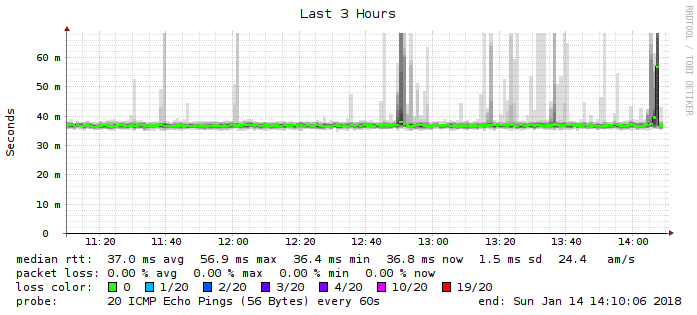 Last 3 Hours
RRDTOOL / TOBI OETIKER
Seconds
60 m
50 m
40 m
30 m
20 m
10 m
0
11:20 11:40 12:00 12:20 12:40 13:00 13:20 13:40 14:00
median rtt: 37.0 ms avg 56.9 ms max 36.4 ms min 36.8 ms now 1.5 ms sd 24.4 am/s
packet loss: 0.00 % avg 0.00 % max 0.00 % min 0.00 % now
loss color: 0 1/20 2/20 3/20 4/20 10/20 19/20
probe: 20 ICMP Echo Pings (56 Bytes) every 60s end: Sun Jan 14 14:10:06 2018